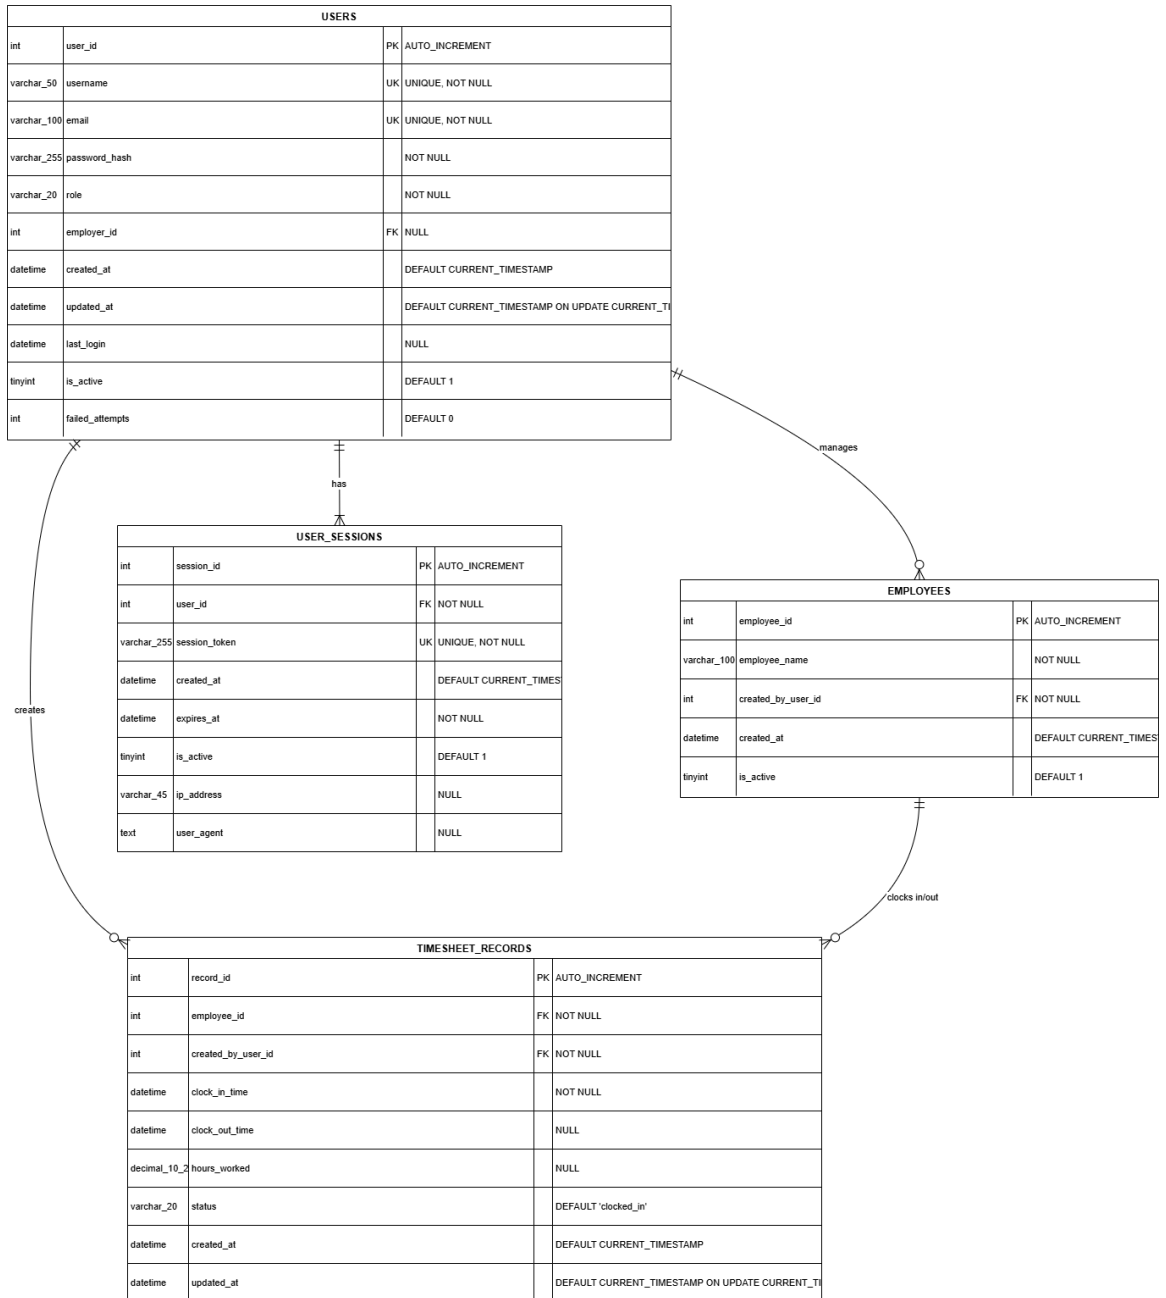 USERS
int user_id PK AUTO_INCREMENT
varchar_50 username UK UNIQUE, NOT NULL
varchar_100 email UK UNIQUE, NOT NULL
varchar_255 password_hash NOT NULL
varchar_20 role NOT NULL
int employer_id FK NULL
datetime created_at DEFAULT CURRENT_TIMESTAMP
datetime updated_at DEFAULT CURRENT_TIMESTAMP ON UPDATE CURRENT_TI
datetime last_login NULL
tinyint is_active DEFAULT 1
int failed_attempts DEFAULT 0
manages
has
USER_SESSIONS
int session_id PK AUTO_INCREMENT
int user_id FK NOT NULL
varchar_255 session_token UK UNIQUE, NOT NULL
datetime created_at DEFAULT CURRENT_TIMES
datetime expires_at NOT NULL
tinyint is_active DEFAULT 1
varchar_45 ip_address NULL
text user_agent NULL
EMPLOYEES
int employee_id PK AUTO_INCREMENT
varchar_100 employee_name NOT NULL
int created_by_user_id FK NOT NULL
datetime created_at DEFAULT CURRENT_TIMES
tinyint is_active DEFAULT 1
creates
clocks in/out
TIMESHEET_RECORDS
int record_id PK AUTO_INCREMENT
int employee_id FK NOT NULL
int created_by_user_id FK NOT NULL
datetime clock_in_time NOT NULL
datetime clock_out_time NULL
decimal_10_2 hours_worked NULL
varchar_20 status DEFAULT 'clocked_in'
datetime created_at DEFAULT CURRENT_TIMESTAMP
datetime updated_at DEFAULT CURRENT_TIMESTAMP ON UPDATE CURRENT_TI